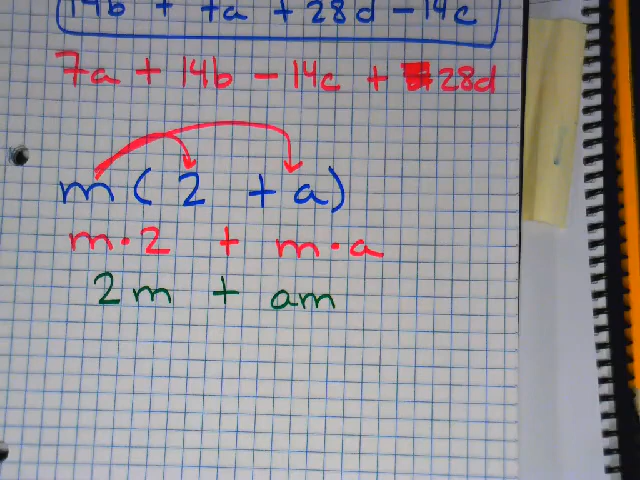 14b + 7a + 28d - 14c
7a + 14b - 14c + 28d
m ( 2 + a )
m · 2 + m · a
2m + am